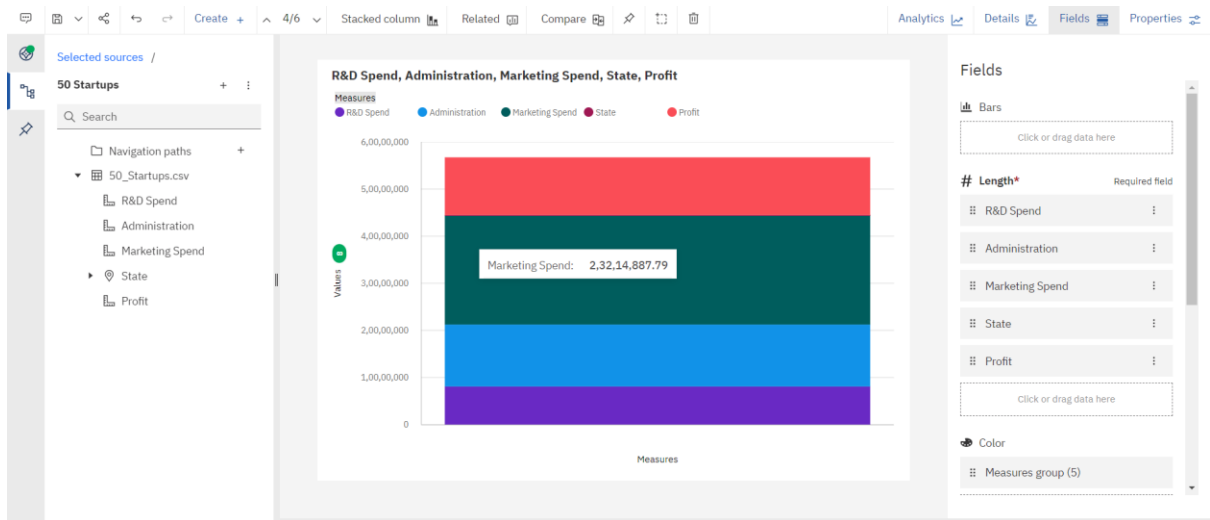 Create + 4/6 Stacked column Related Compare Analytics Details Fields Properties
Selected sources /
50 Startups
Search
Navigation paths
50_Startups.csv
R&D Spend
Administration
Marketing Spend
State
Profit
R&D Spend, Administration, Marketing Spend, State, Profit
Measures
R&D Spend Administration Marketing Spend State Profit
6,00,00,000
5,00,00,000
4,00,00,000
3,00,00,000
2,00,00,000
1,00,00,000
0
Values
Marketing Spend: 2,32,14,887.79
Measures
Fields
Bars
Click or drag data here
# Length* Required field
R&D Spend
Administration
Marketing Spend
State
Profit
Click or drag data here
Color
Measures group (5)